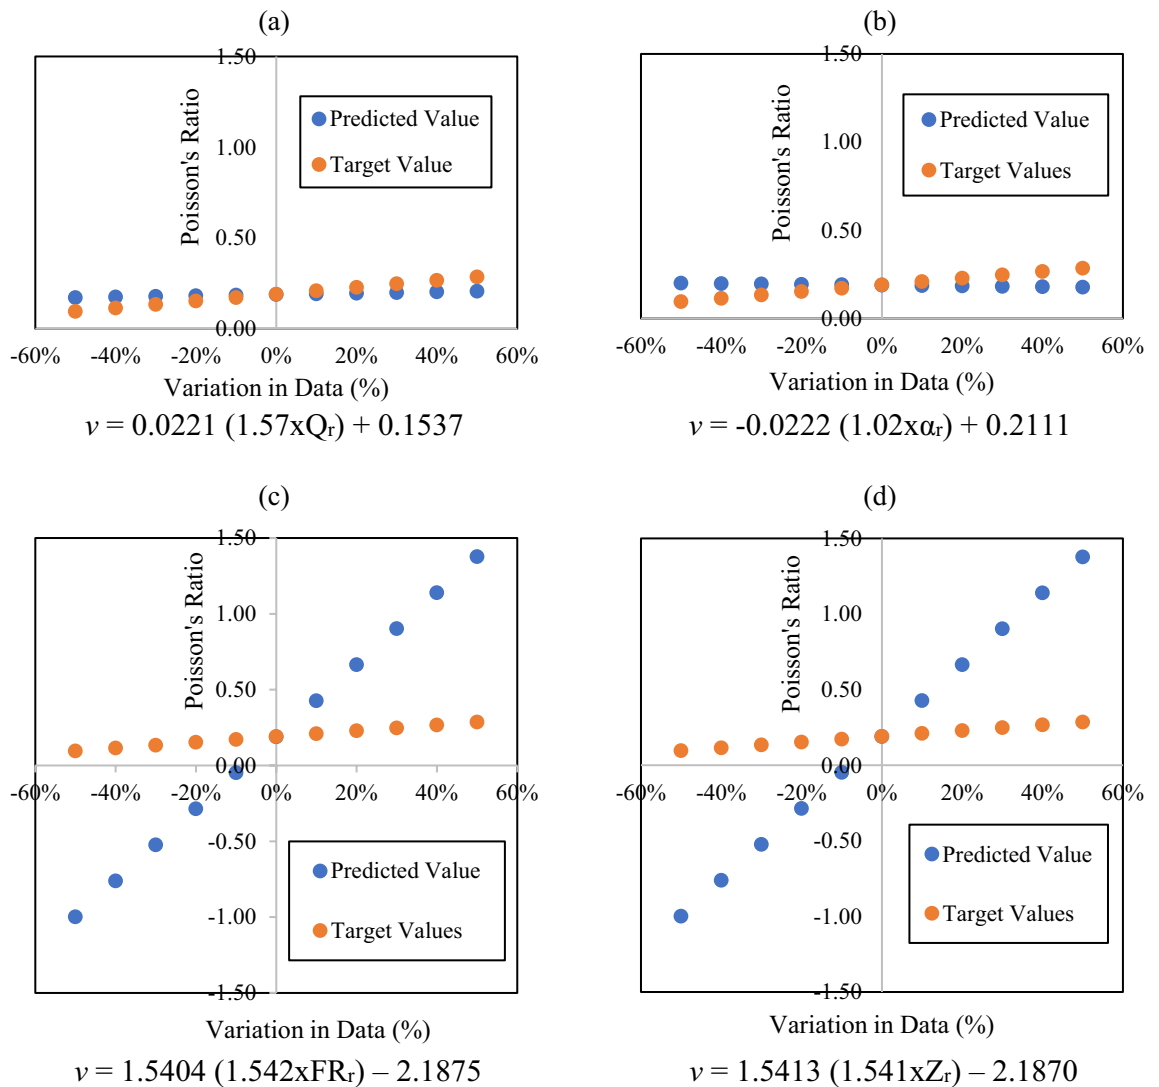 (a)
1.50
1.00
0.50
0.00
Poisson's Ratio
Predicted Value
Target Value
-60% -40% -20% 0% 20% 40% 60%
Variation in Data (%)
v = 0.0221 (1.57xQr) + 0.1537
(b)
1.50
1.00
0.50
0.00
Poisson's Ratio
Predicted Value
Target Values
-60% -40% -20% 0% 20% 40% 60%
Variation in Data (%)
v = -0.0222 (1.02xαr) + 0.2111
(c)
1.50
1.00
0.50
0.00
-0.50
-1.00
-1.50
Poisson's Ratio
-60% -40% -20% 0% 20% 40% 60%
Predicted Value
Target Values
Variation in Data (%)
v = 1.5404 (1.542xFRr) – 2.1875
(d)
1.50
1.00
0.50
0.00
-0.50
-1.00
-1.50
Poisson's Ratio
-60% -40% -20% 0% 20% 40% 60%
Predicted Value
Target Values
Variation in Data (%)
v = 1.5413 (1.541xZr) – 2.1870